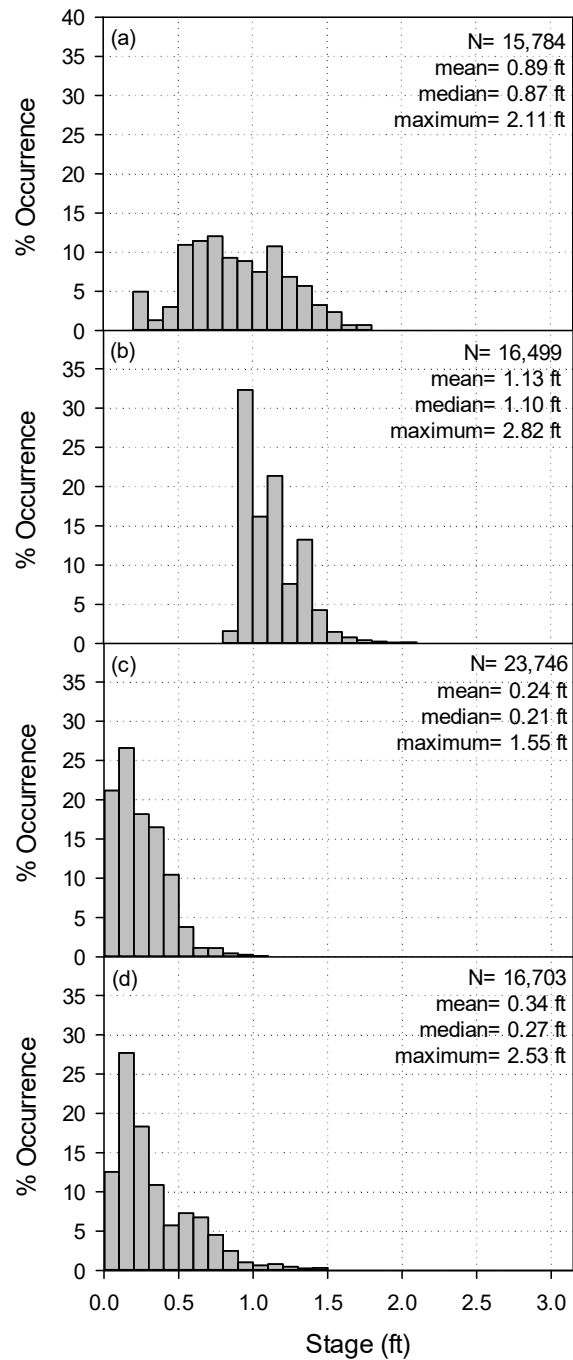 40
(a)
N= 15,784
35
mean= 0.89 ft
median= 0.87 ft
30
maximum= 2.11 ft
25
20
15
10
5
0
% Occurrence
(b)
N= 16,499
35
mean= 1.13 ft
median= 1.10 ft
30
maximum= 2.82 ft
25
20
15
10
5
0
% Occurrence
(c)
N= 23,746
35
mean= 0.24 ft
median= 0.21 ft
30
maximum= 1.55 ft
25
20
15
10
5
0
% Occurrence
(d)
N= 16,703
35
mean= 0.34 ft
median= 0.27 ft
30
maximum= 2.53 ft
25
20
15
10
5
0
% Occurrence
0.0 0.5 1.0 1.5 2.0 2.5 3.0
Stage (ft)